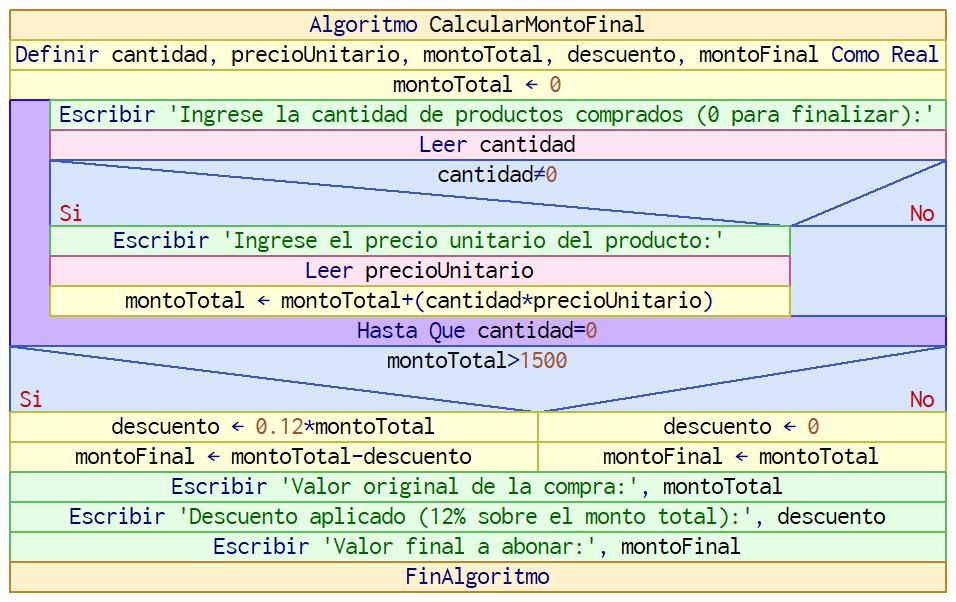 Algoritmo CalcularMontoFinal
Definir cantidad, precioUnitario, montoTotal, descuento, montoFinal Como Real
montoTotal ← 0
Escribir 'Ingrese la cantidad de productos comprados (0 para finalizar):'
Leer cantidad
cantidad≠0
Si No
Escribir 'Ingrese el precio unitario del producto:'
Leer precioUnitario
montoTotal ← montoTotal+(cantidad*precioUnitario)
Hasta Que cantidad=0
montoTotal>1500
Si No
descuento ← 0.12*montoTotal descuento ← 0
montoFinal ← montoTotal-descuento montoFinal ← montoTotal
Escribir 'Valor original de la compra:', montoTotal
Escribir 'Descuento aplicado (12% sobre el monto total):', descuento
Escribir 'Valor final a abonar:', montoFinal
FinAlgoritmo